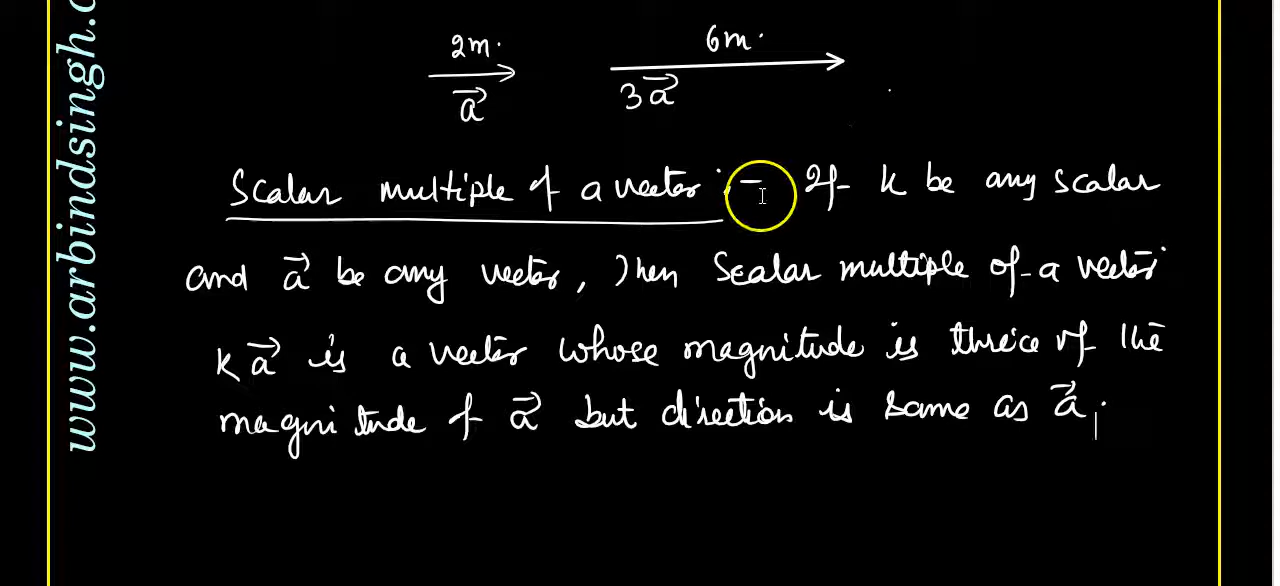 2m. 6m.
a⃗ 3a⃗
Scalar multiple of a vector :- If k be any scalar
and a⃗ be any vector, Then scalar multiple of a vector
k a⃗ is a vector whose magnitude is thrice of the
magnitude of a⃗ but direction is same as a⃗.
www.arbindsingh.c